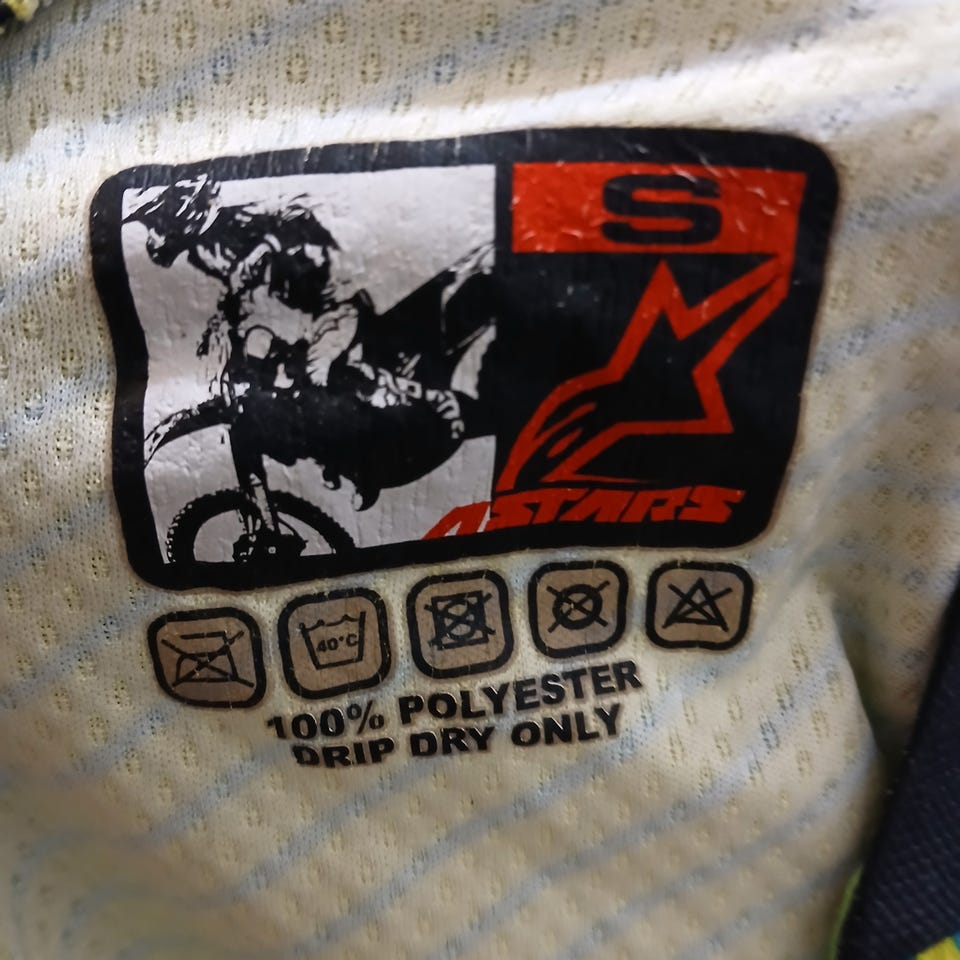 S
ASTARS
40°C
100% POLYESTER
DRIP DRY ONLY